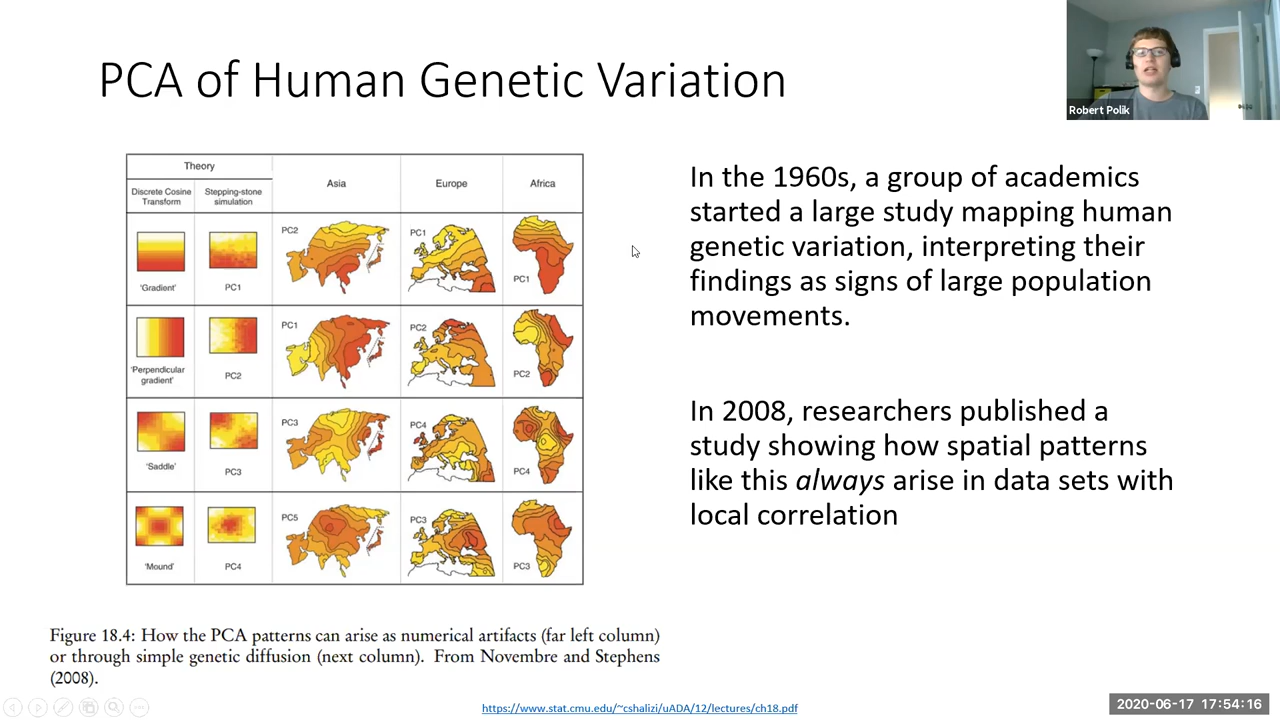 PCA of Human Genetic Variation
Robert Polik
Theory
Discrete Cosine
Transform
Stepping-stone
simulation
Asia
Europe
Africa
'Gradient'
PC1
PC2
PC1
PC1
'Perpendicular
gradient'
PC2
PC1
PC2
PC2
'Saddle'
PC3
PC3
PC4
PC4
'Mound'
PC4
PC5
PC3
PC3
Figure 18.4: How the PCA patterns can arise as numerical artifacts (far left column)
or through simple genetic diffusion (next column). From Novembre and Stephens
(2008).
In the 1960s, a group of academics
started a large study mapping human
genetic variation, interpreting their
findings as signs of large population
movements.
In 2008, researchers published a
study showing how spatial patterns
like this always arise in data sets with
local correlation
https://www.stat.cmu.edu/~cshalizi/uADA/12/lectures/ch18.pdf
2020-06-17 17:54:16